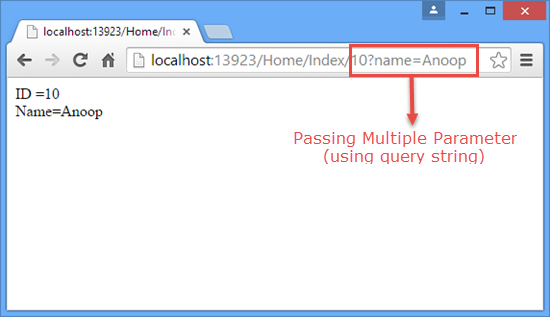 localhost:13923/Home/In
localhost:13923/Home/Index/10?name=Anoop
ID =10
Name=Anoop
Passing Multiple Parameter
(using query string)